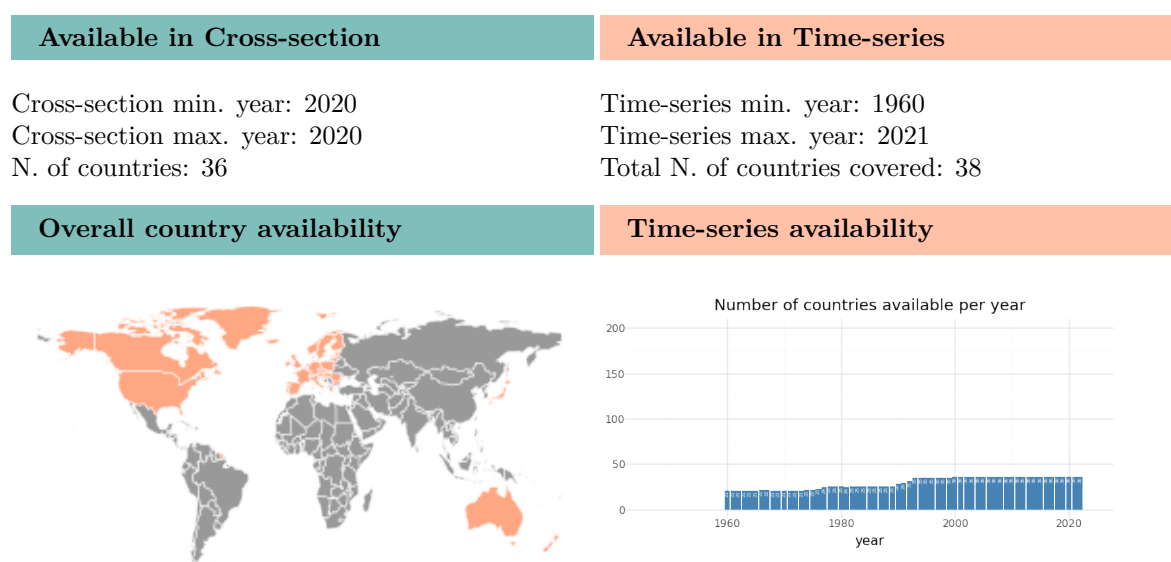 Available in Cross-section
Available in Time-series
Cross-section min. year: 2020
Cross-section max. year: 2020
N. of countries: 36
Time-series min. year: 1960
Time-series max. year: 2021
Total N. of countries covered: 38
Overall country availability
Time-series availability
Number of countries available per year
200
150
100
50
0
1960
1980
2000
2020
year